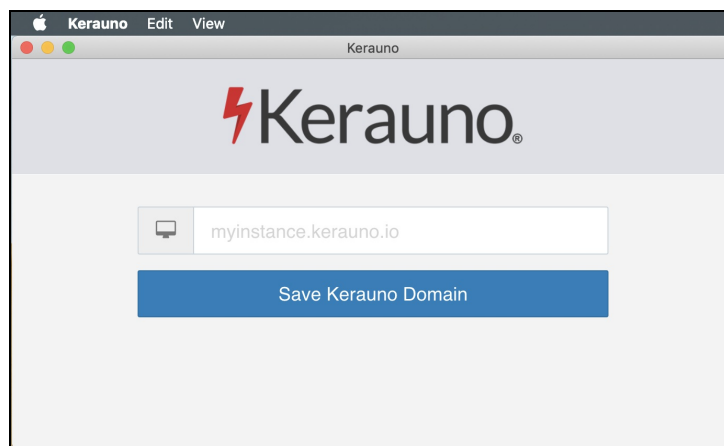 Kerauno Edit View
Kerauno
Kerauno®
myinstance.kerauno.io
Save Kerauno Domain